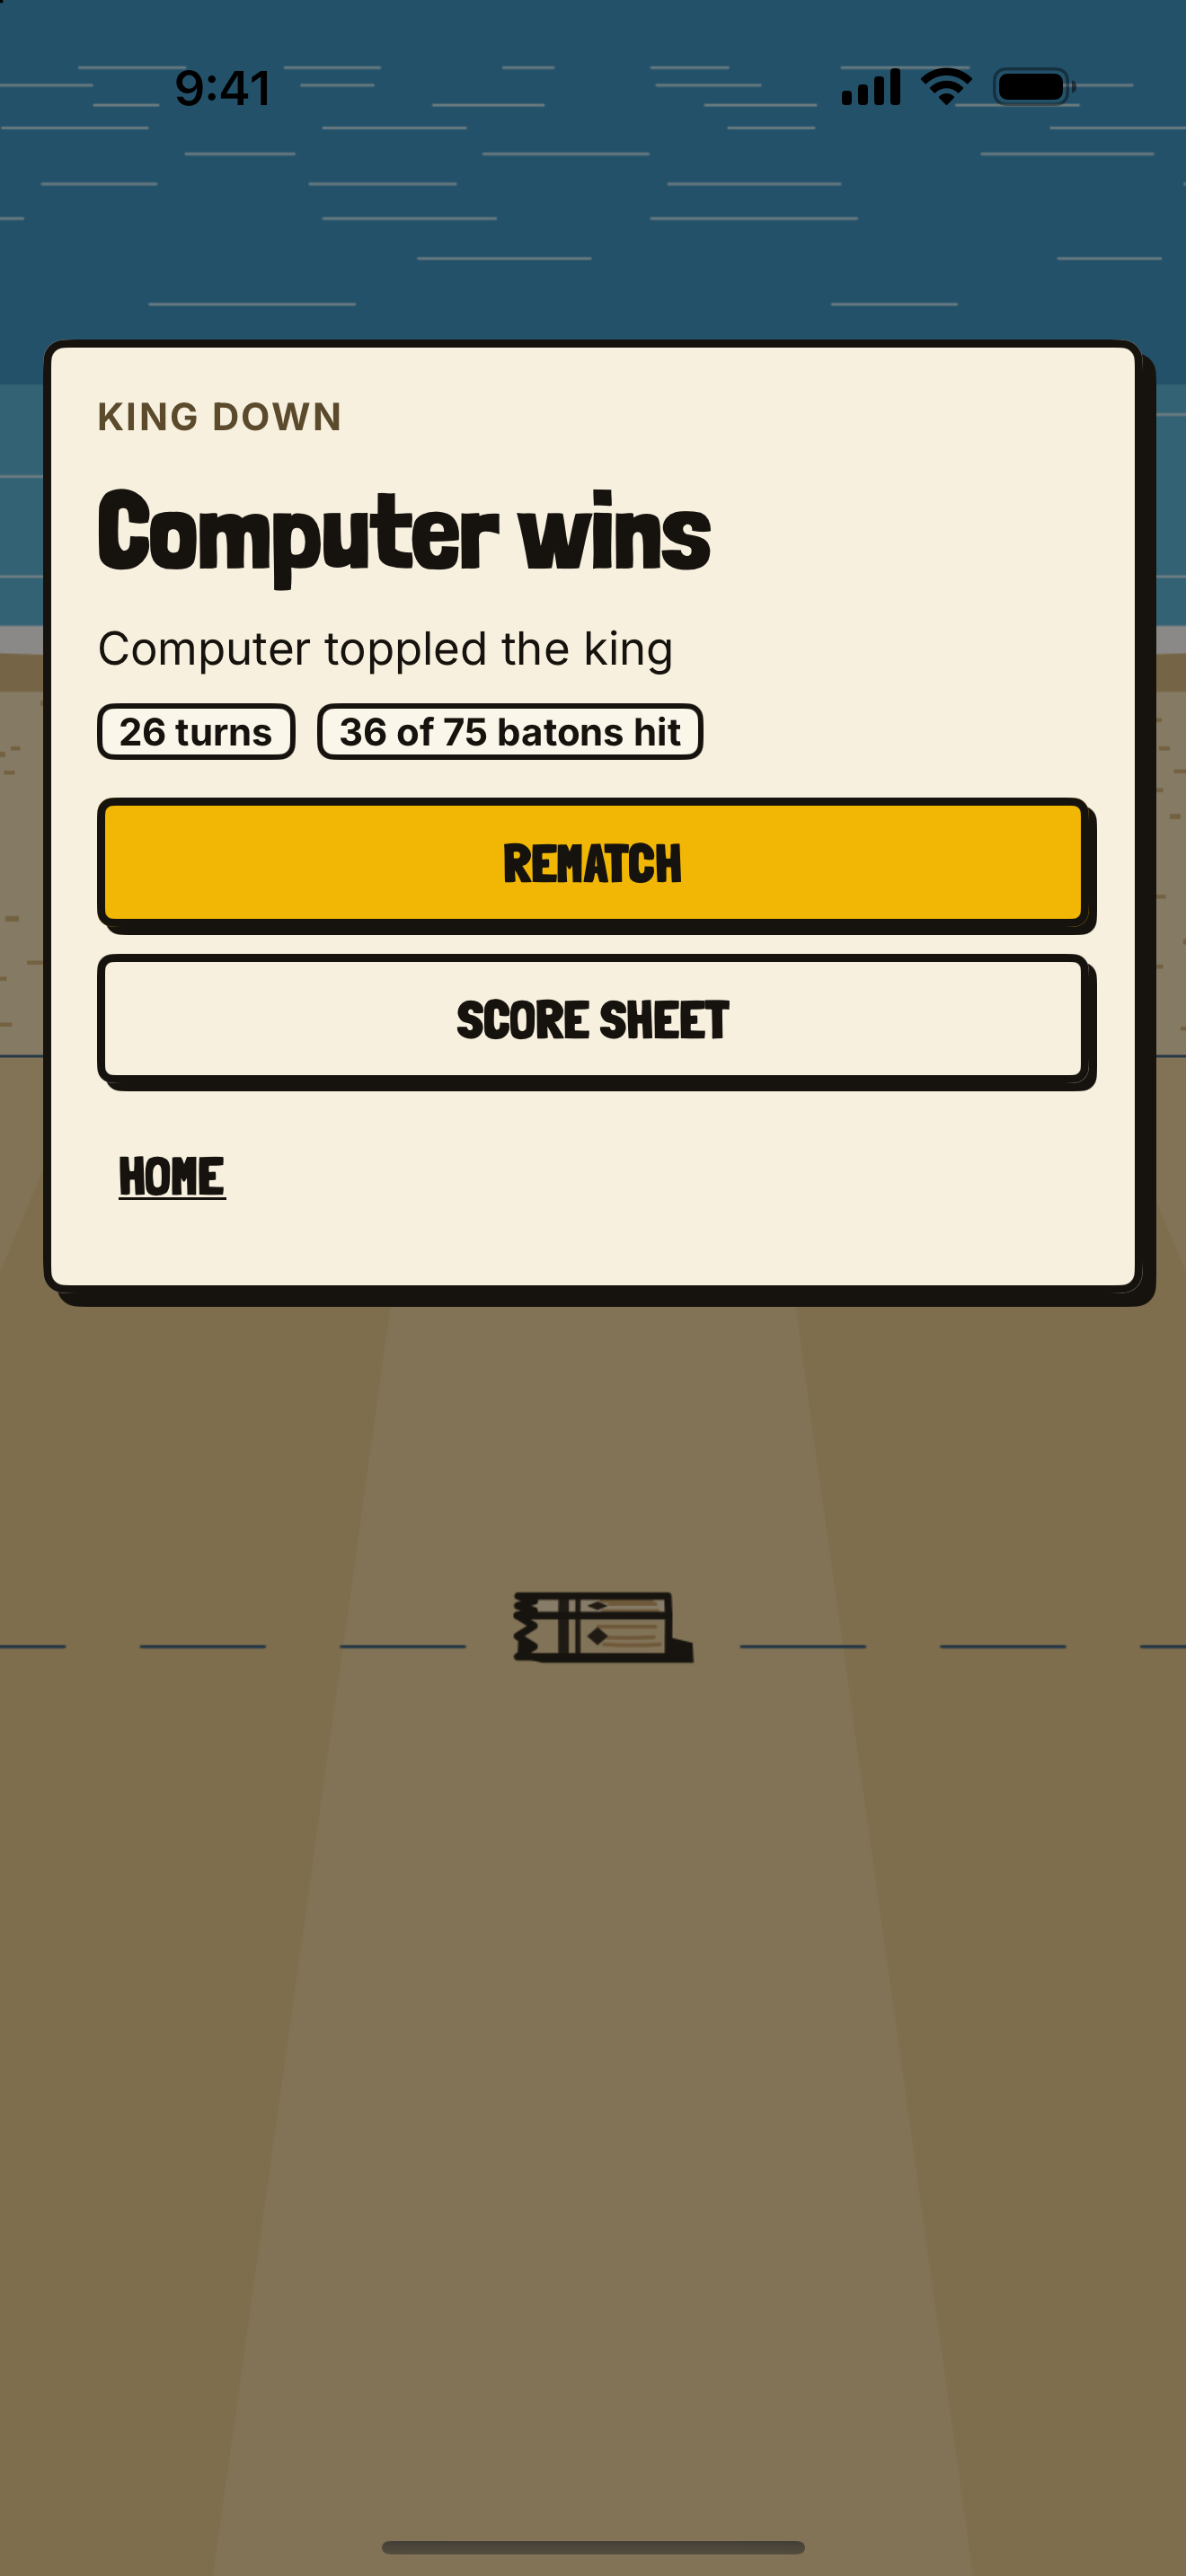 9:41
KING DOWN
Computer wins
Computer toppled the king
26 turns
36 of 75 batons hit
REMATCH
SCORE SHEET
HOME